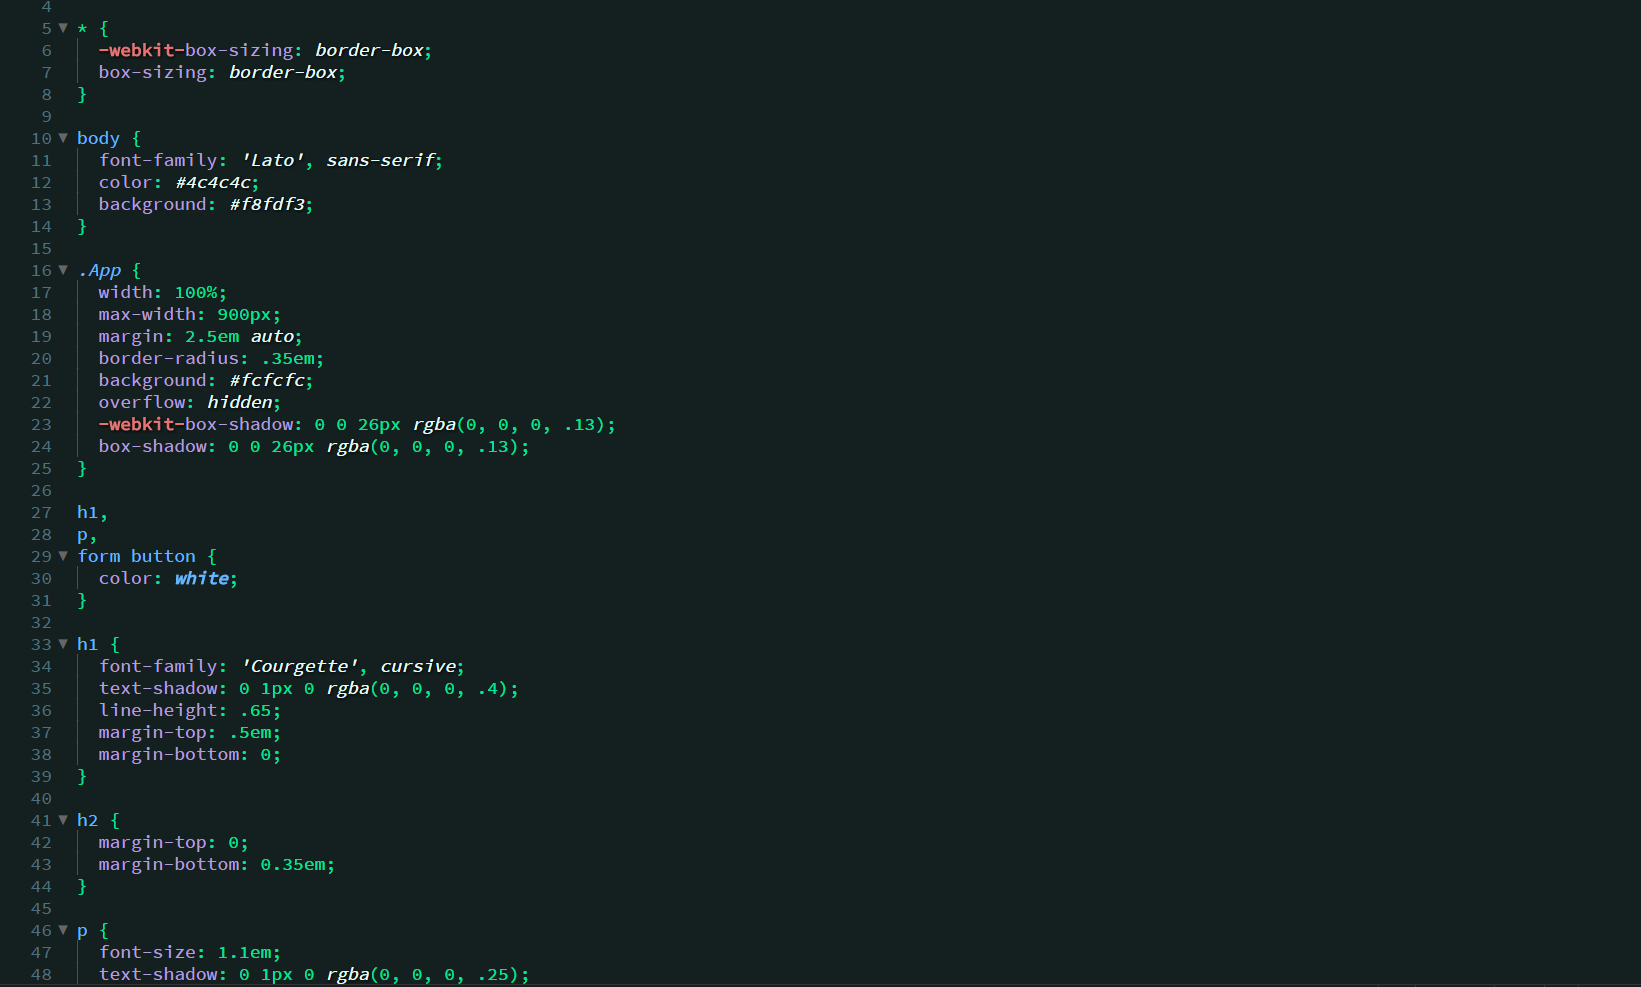 4
5 * {
6 -webkit-box-sizing: border-box;
7 box-sizing: border-box;
8 }
9
10 body {
11 font-family: 'Lato', sans-serif;
12 color: #4c4c4c;
13 background: #f8fdf3;
14 }
15
16 .App {
17 width: 100%;
18 max-width: 900px;
19 margin: 2.5em auto;
20 border-radius: .35em;
21 background: #fcfcfc;
22 overflow: hidden;
23 -webkit-box-shadow: 0 0 26px rgba(0, 0, 0, .13);
24 box-shadow: 0 0 26px rgba(0, 0, 0, .13);
25 }
26
27 h1,
28 p,
29 form button {
30 color: white;
31 }
32
33 h1 {
34 font-family: 'Courgette', cursive;
35 text-shadow: 0 1px 0 rgba(0, 0, 0, .4);
36 line-height: .65;
37 margin-top: .5em;
38 margin-bottom: 0;
39 }
40
41 h2 {
42 margin-top: 0;
43 margin-bottom: 0.35em;
44 }
45
46 p {
47 font-size: 1.1em;
48 text-shadow: 0 1px 0 rgba(0, 0, 0, .25);